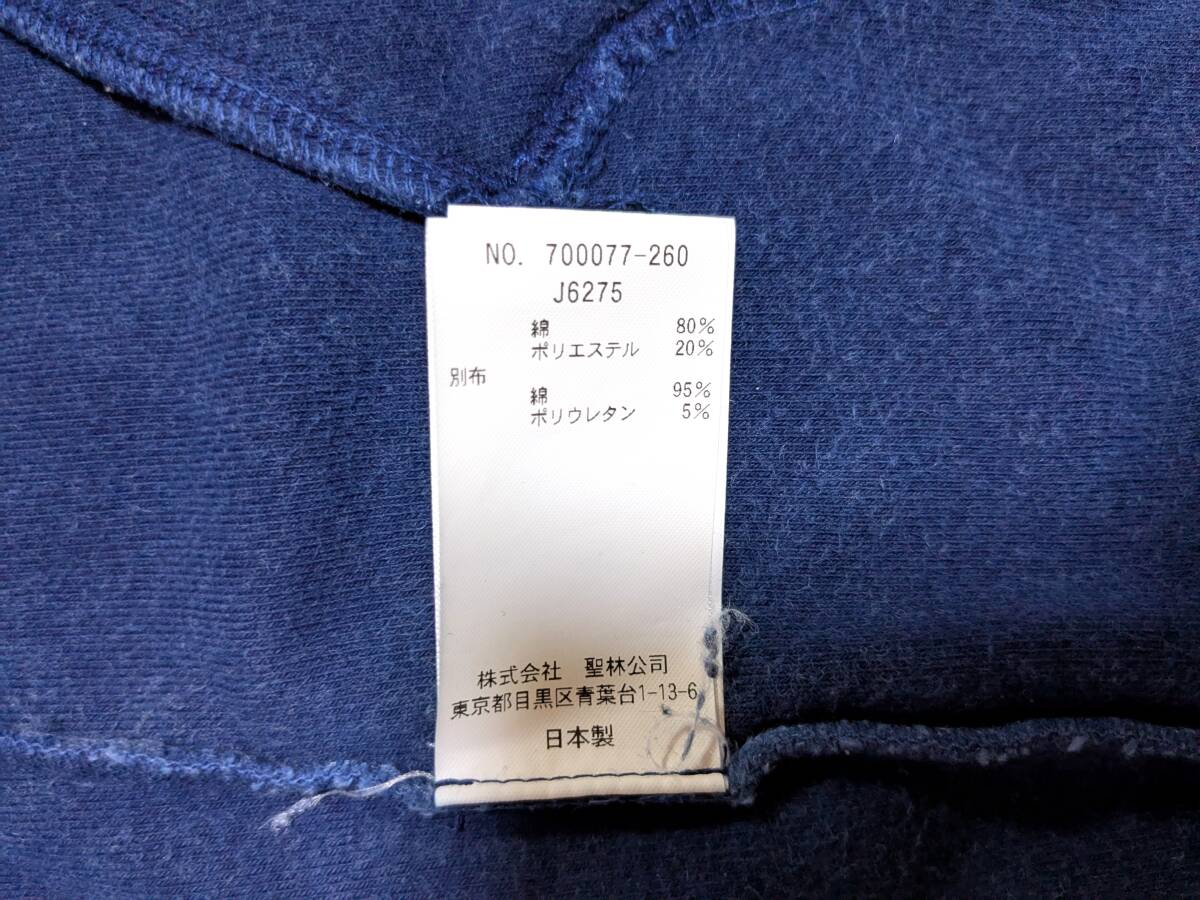 NO. 700077-260
J6275
綿 80%
ポリエステル 20%
別布
綿 95%
ポリウレタン 5%
株式会社 聖林公司
東京都目黒区青葉台1-13-6
日本製